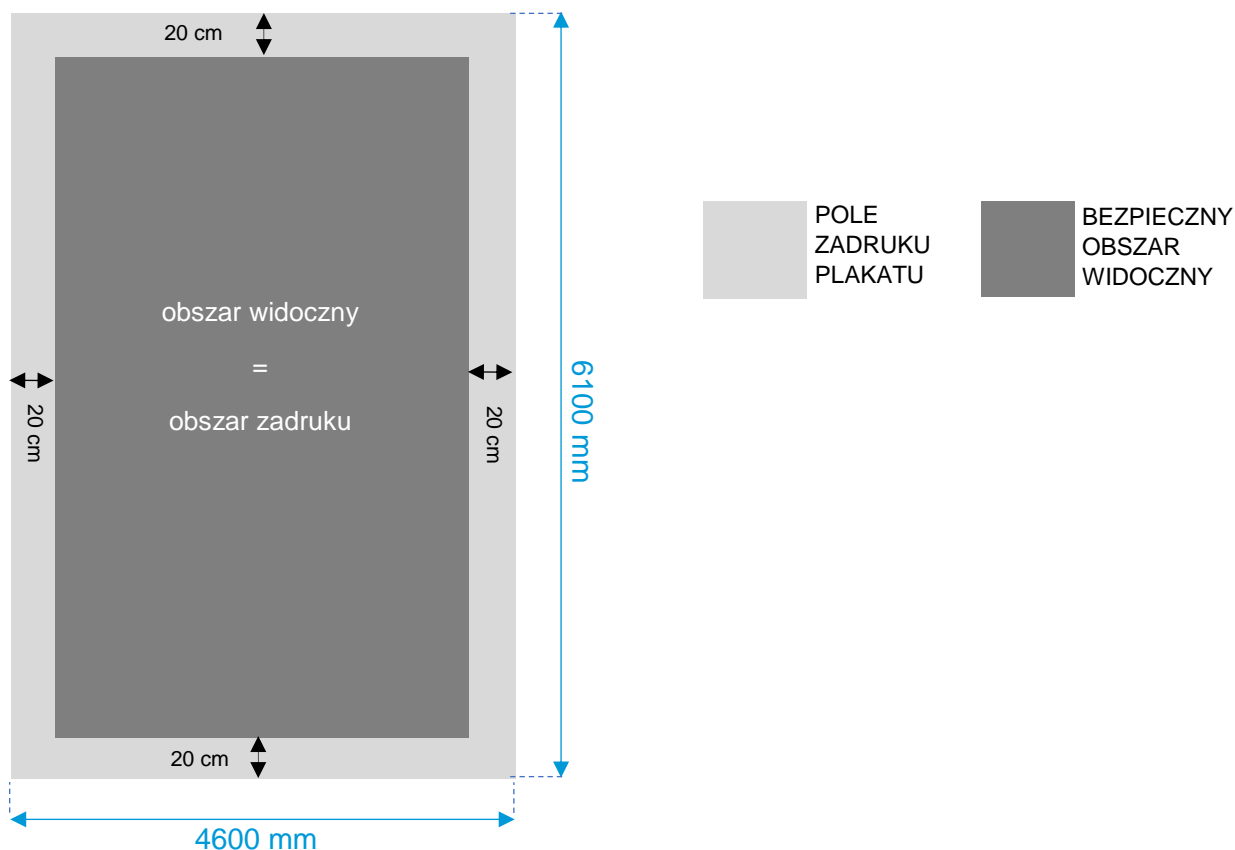 20 cm
obszar widoczny
=
obszar zadruku
20 cm
20 cm
20 cm
4600 mm
6100 mm
POLE
ZADRUKU
PLAKATU
BEZPIECZNY
OBSZAR
WIDOCZNY